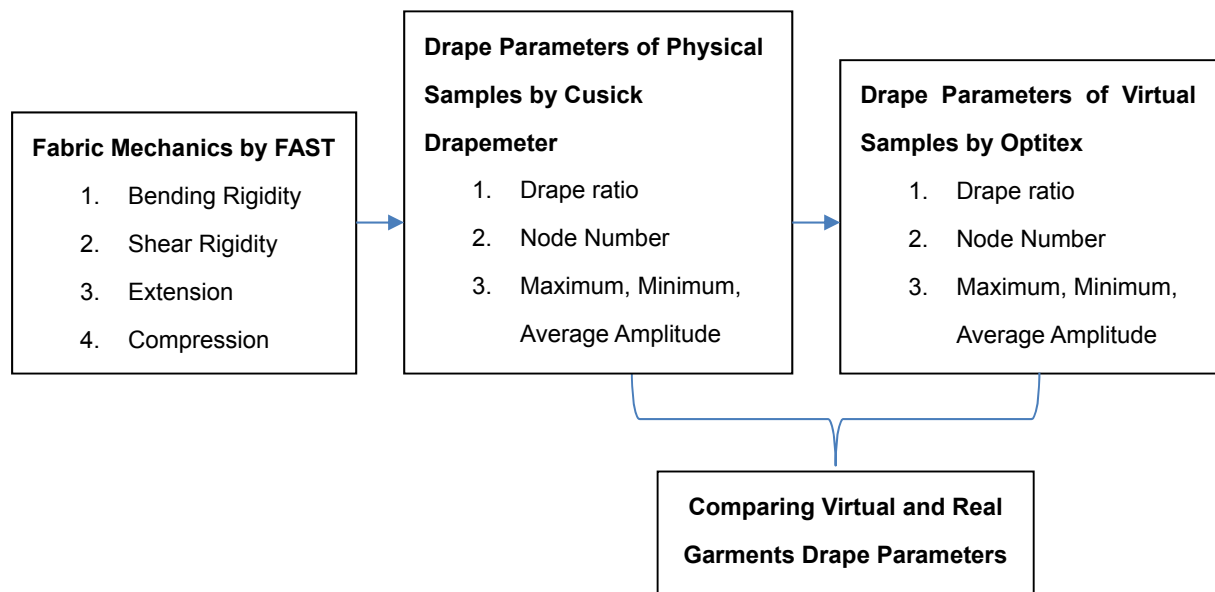 Fabric Mechanics by FAST
1. Bending Rigidity
2. Shear Rigidity
3. Extension
4. Compression
Drape Parameters of Physical
Samples by Cusick
Drapemeter
1. Drape ratio
2. Node Number
3. Maximum, Minimum,
Average Amplitude
Drape Parameters of Virtual
Samples by Optitex
1. Drape ratio
2. Node Number
3. Maximum, Minimum,
Average Amplitude
Comparing Virtual and Real
Garments Drape Parameters